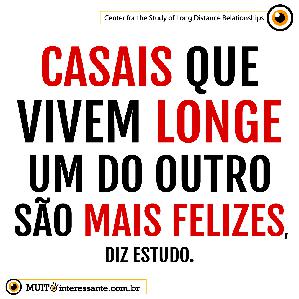 Center for the Study of Long Distance Relationships
CASAIS QUE
VIVEM LONGE
UM DO OUTRO
SÃO MAIS FELIZES,
DIZ ESTUDO.
MUITOinteressante.com.br